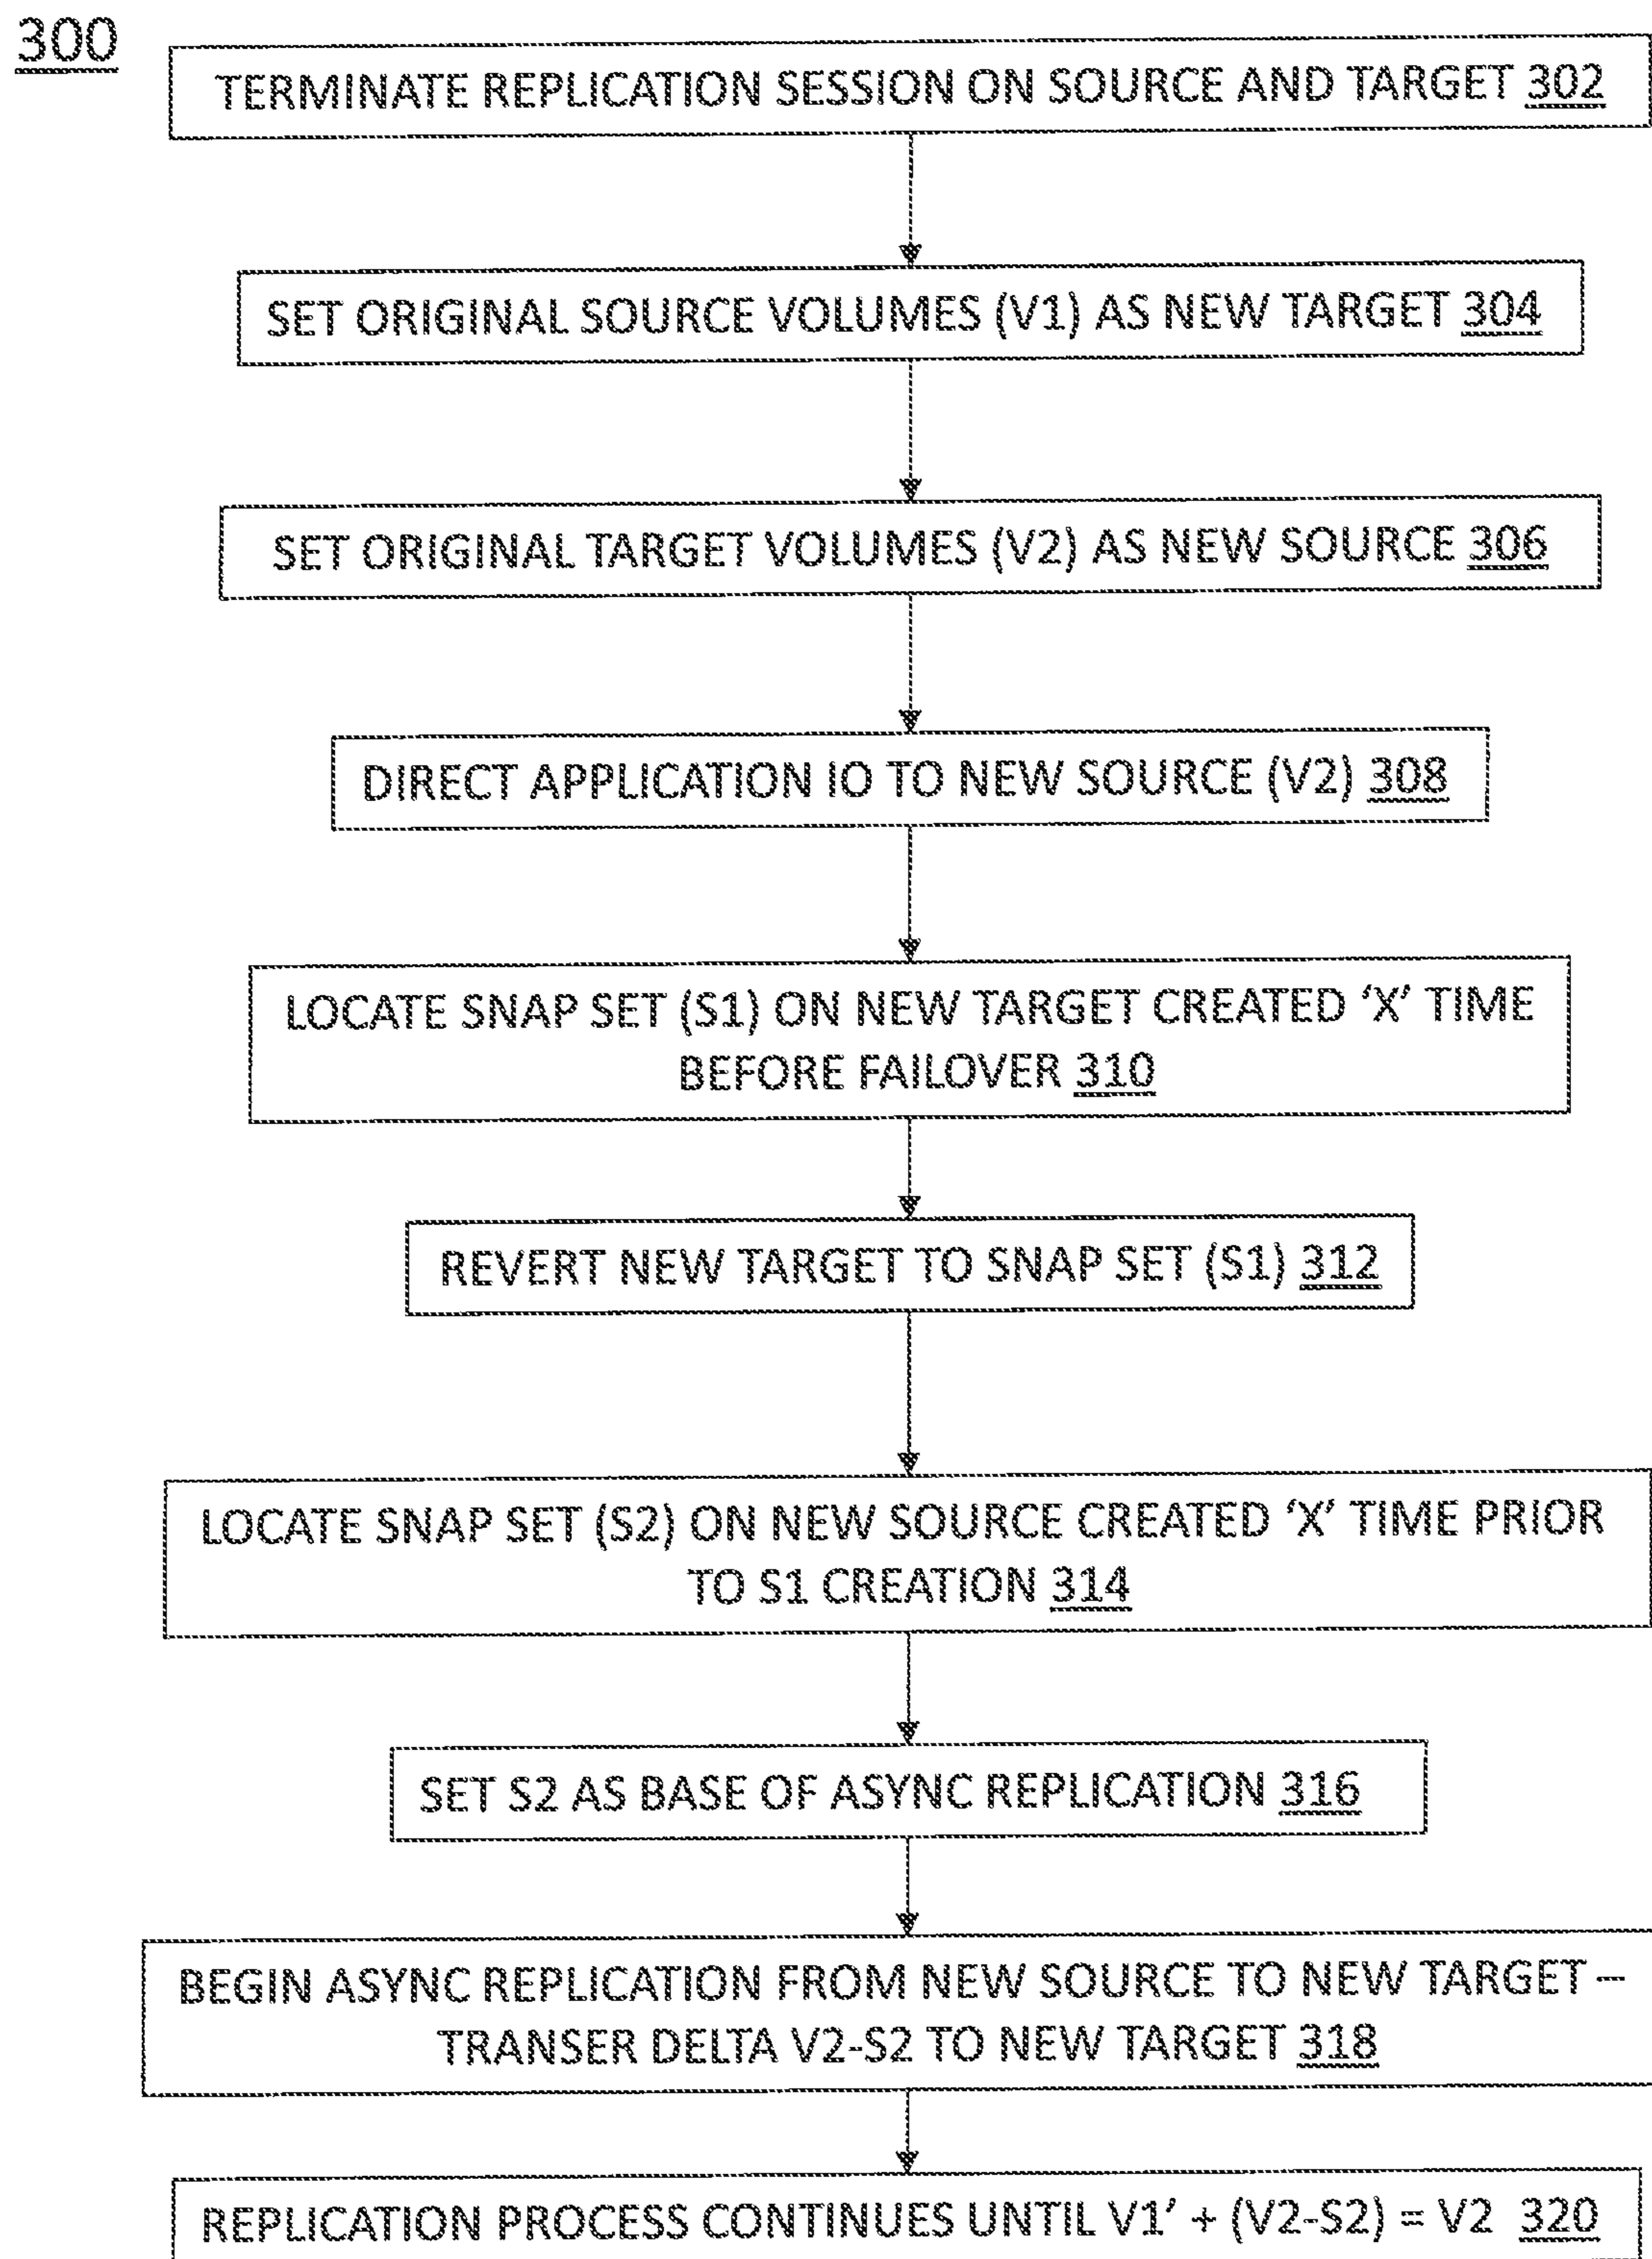 300
TERMINATE REPLICATION SESSION ON SOURCE AND TARGET 302
SET ORIGINAL SOURCE VOLUMES (V1) AS NEW TARGET 304
SET ORIGINAL TARGET VOLUMES (V2) AS NEW SOURCE 306
DIRECT APPLICATION IO TO NEW SOURCE (V2) 308
LOCATE SNAP SET (S1) ON NEW TARGET CREATED ‘X’ TIME
BEFORE FAILOVER 310
REVERT NEW TARGET TO SNAP SET (S1) 312
LOCATE SNAP SET (S2) ON NEW SOURCE CREATED ‘X’ TIME PRIOR
TO S1 CREATION 314
SET S2 AS BASE OF ASYNC REPLICATION 316
BEGIN ASYNC REPLICATION FROM NEW SOURCE TO NEW TARGET –
TRANSER DELTA V2-S2 TO NEW TARGET 318
REPLICATION PROCESS CONTINUES UNTIL V1’ + (V2-S2) = V2 320